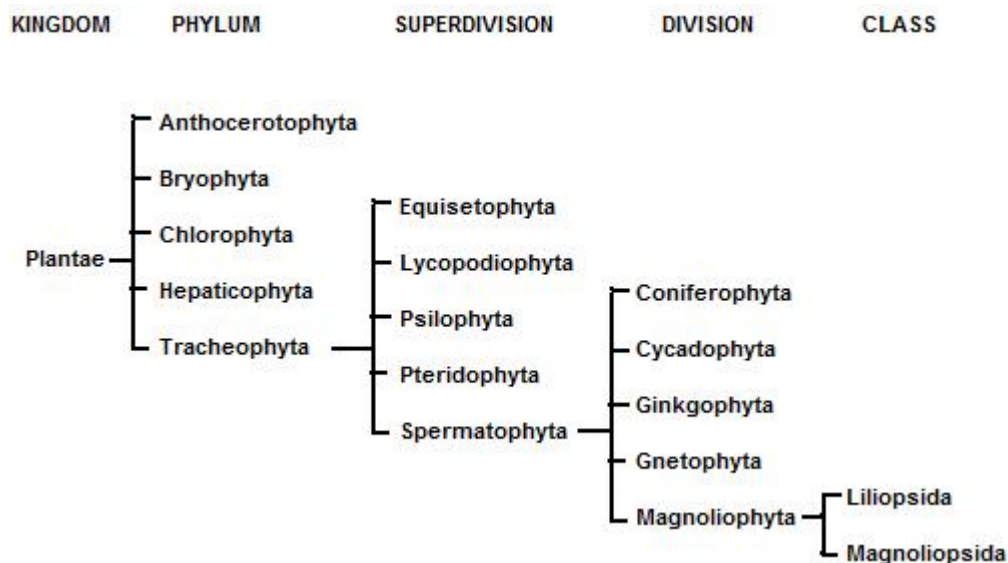 KINGDOM PHYLUM SUPERDIVISION DIVISION CLASS
Anthocerotophyta
Bryophyta
Equisetophyta
Chlorophyta
Plantae
Lycopodiophyta
Hepaticophyta
Coniferophyta
Psilophyta
Tracheophyta
Cycadophyta
Pteridophyta
Ginkgophyta
Spermatophyta
Gnetophyta
Liliopsida
Magnoliophyta
Magnoliopsida